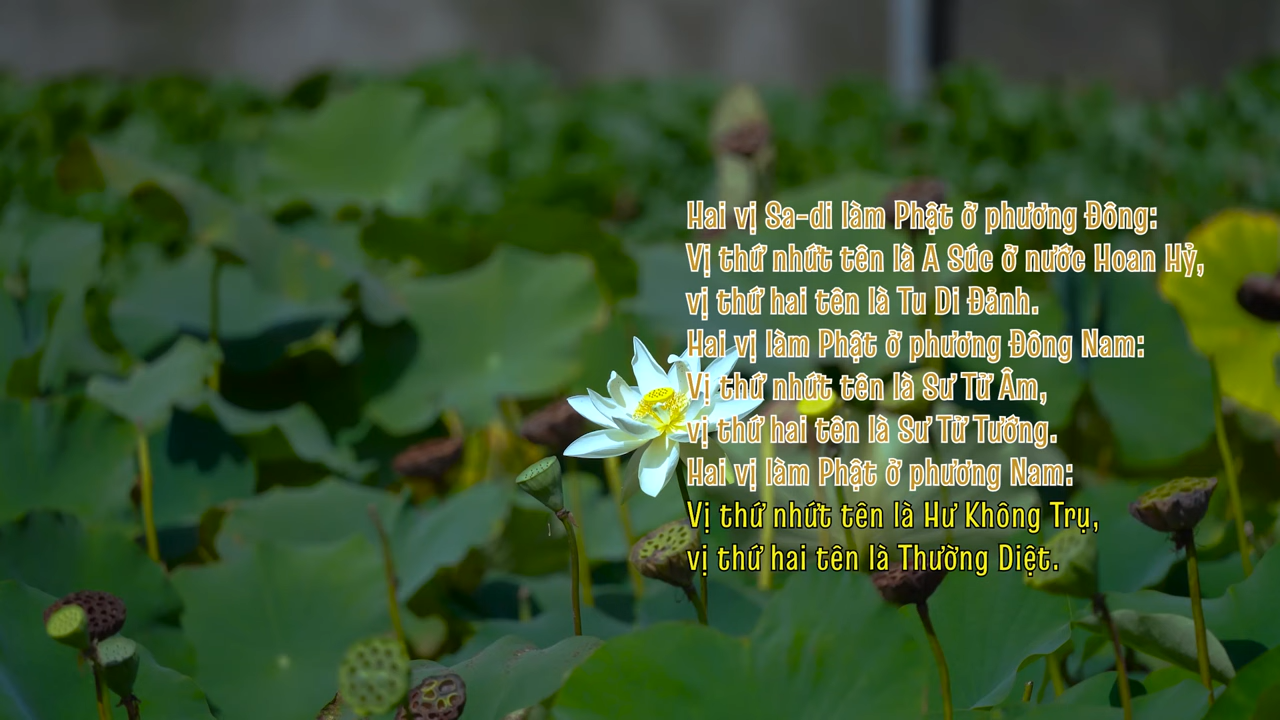 Hai vị Sa-di làm Phật ở phương Đông:
Vị thứ nhứt tên là A Súc ở nước Hoan Hỷ,
vị thứ hai tên là Tu Di Đảnh.
Hai vị làm Phật ở phương Đông Nam:
Vị thứ nhứt tên là Sư Tử Âm,
vị thứ hai tên là Sư Tử Tướng.
Hai vị làm Phật ở phương Nam:
Vị thứ nhứt tên là Hư Không Trụ,
vị thứ hai tên là Thường Diệt.